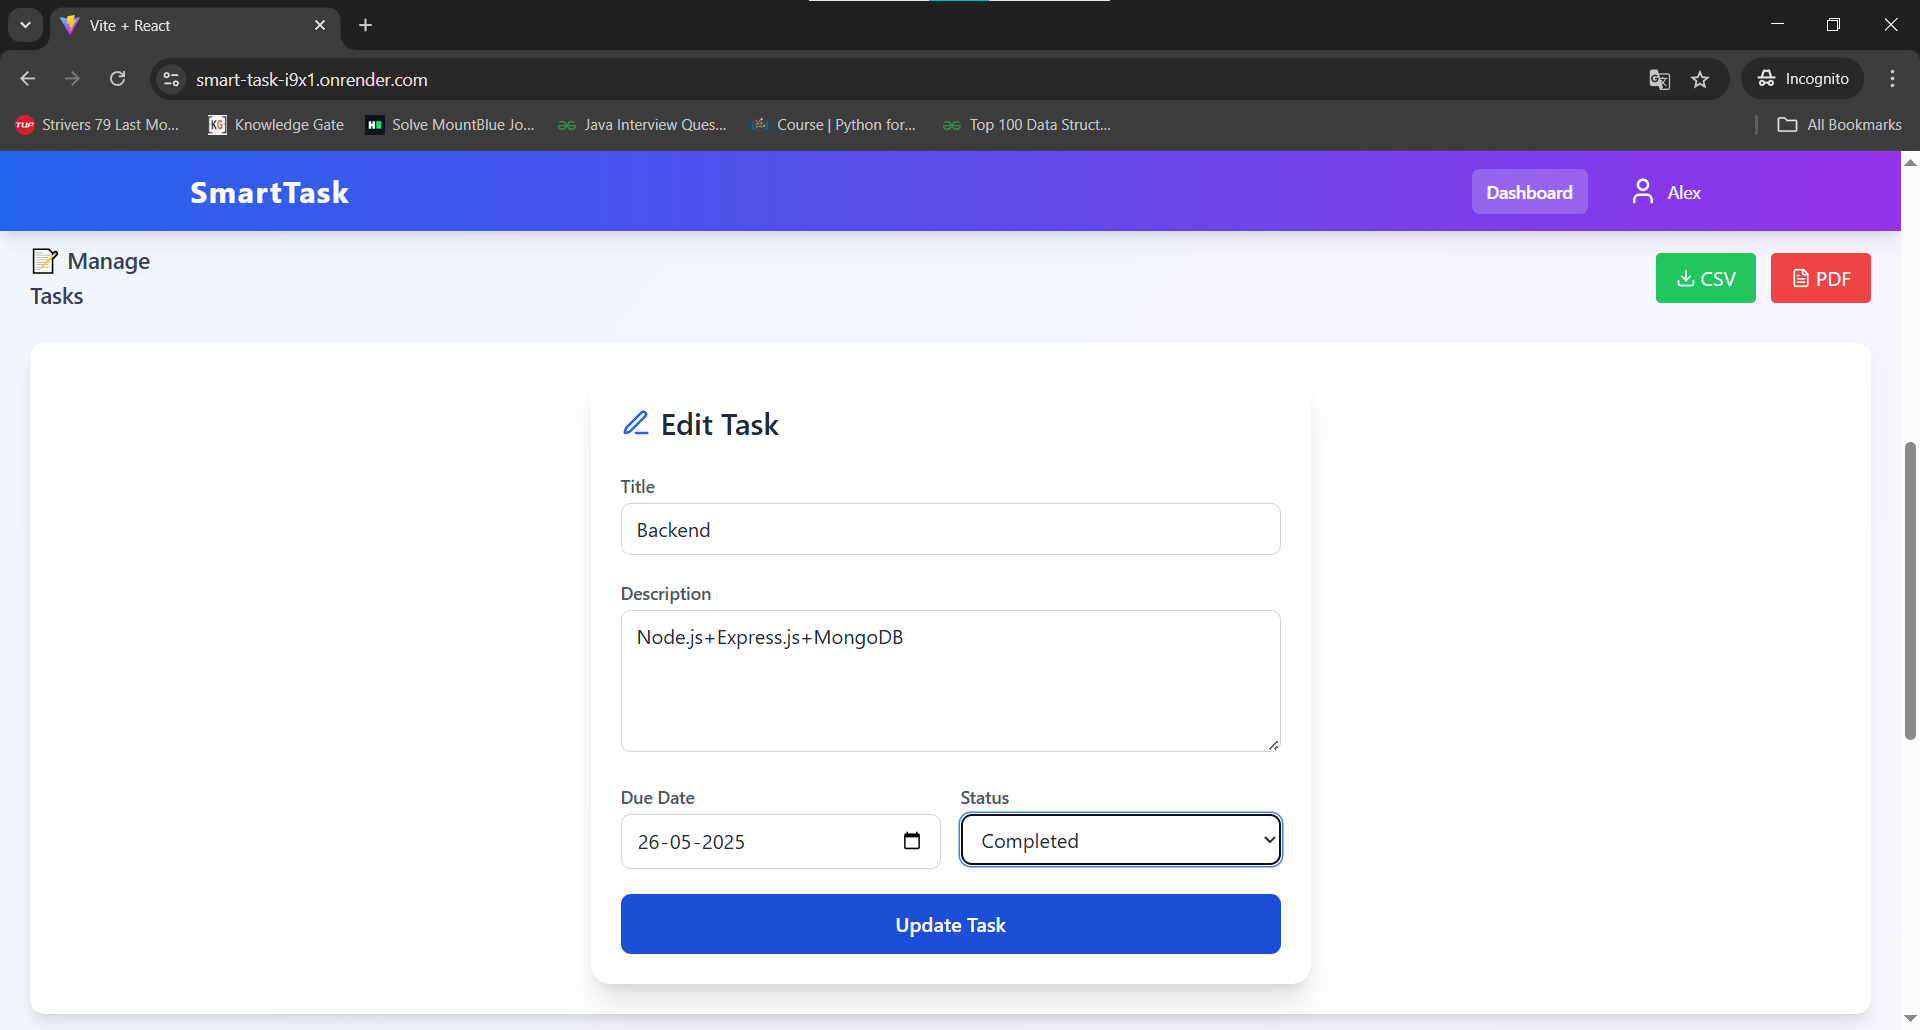 Vite + React
smart-task-i9x1.onrender.com
Incognito
Strivers 79 Last Mo...
Knowledge Gate
Solve MountBlue Jo...
Java Interview Ques...
Course | Python for...
Top 100 Data Struct...
All Bookmarks
SmartTask
Dashboard
Alex
Manage
Tasks
CSV
PDF
Edit Task
Title
Backend
Description
Node.js+Express.js+MongoDB
Due Date
Status
26-05-2025
Completed
Update Task